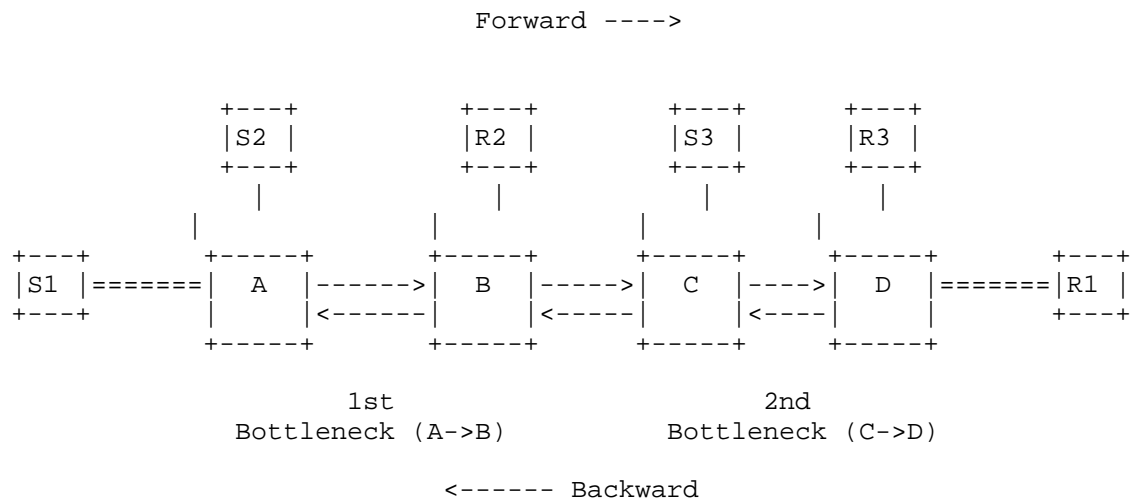 Forward ---->
S2 R2 S3 R3
S1 A B C D R1
1st 2nd
Bottleneck (A->B) Bottleneck (C->D)
<------ Backward